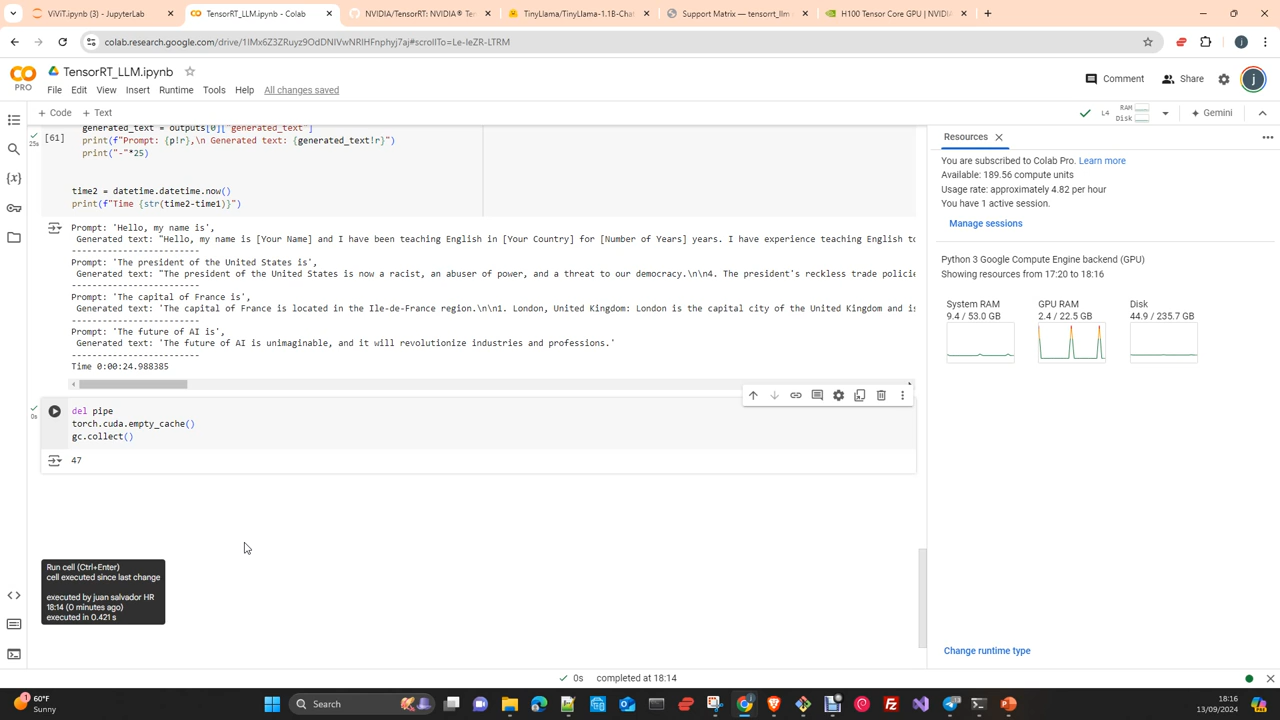 ViViT.ipynb - JupyterLab
TensorRT_LLM.ipynb - Colab
NVIDIA/TensorRT: NVIDIA® Te
TinyLlama/TinyLlama-1.1B-Cha
Support Matrix — tensorrt_llm
H100 Tensor Core GPU | NVIDIA
colab.research.google.com/drive/1IMx6Z3ZRuyz9OdDNIVwNRIHFnphyj7aj#scrollTo=Le-IeZR-LTRM
PRO
TensorRT_LLM.ipynb
File Edit View Insert Runtime Tools Help All changes saved
Comment
Share
j
+ Code + Text
L4
RAM
Disk
Gemini
[61]
25s
generated_text = outputs[0]["generated_text"]
print(f"Prompt: {p!r},\n Generated text: {generated_text!r}")
print("-"*25)
time2 = datetime.datetime.now()
print(f"Time {str(time2-time1)}")
Prompt: 'Hello, my name is',
Generated text: "Hello, my name is [Your Name] and I have been teaching English in [Your Country] for [Number of Years] years. I have experience teaching English to
-------------------------
Prompt: 'The president of the United States is',
Generated text: "The president of the United States is now a racist, an abuser of power, and a threat to our democracy.\n\n4. The president's reckless trade policie
-------------------------
Prompt: 'The capital of France is',
Generated text: 'The capital of France is located in the Ile-de-France region.\n\n1. London, United Kingdom: London is the capital city of the United Kingdom and is
-------------------------
Prompt: 'The future of AI is',
Generated text: 'The future of AI is unimaginable, and it will revolutionize industries and professions.'
-------------------------
Time 0:00:24.988385
0s
del pipe
torch.cuda.empty_cache()
gc.collect()
47
Run cell (Ctrl+Enter)
cell executed since last change
executed by juan salvador HR
18:14 (0 minutes ago)
executed in 0.421 s
Resources
You are subscribed to Colab Pro. Learn more
Available: 189.56 compute units
Usage rate: approximately 4.82 per hour
You have 1 active session.
Manage sessions
Python 3 Google Compute Engine backend (GPU)
Showing resources from 17:20 to 18:16
System RAM
9.4 / 53.0 GB
GPU RAM
2.4 / 22.5 GB
Disk
44.9 / 235.7 GB
Change runtime type
0s completed at 18:14
1
60°F
Sunny
Search
18:16
13/09/2024